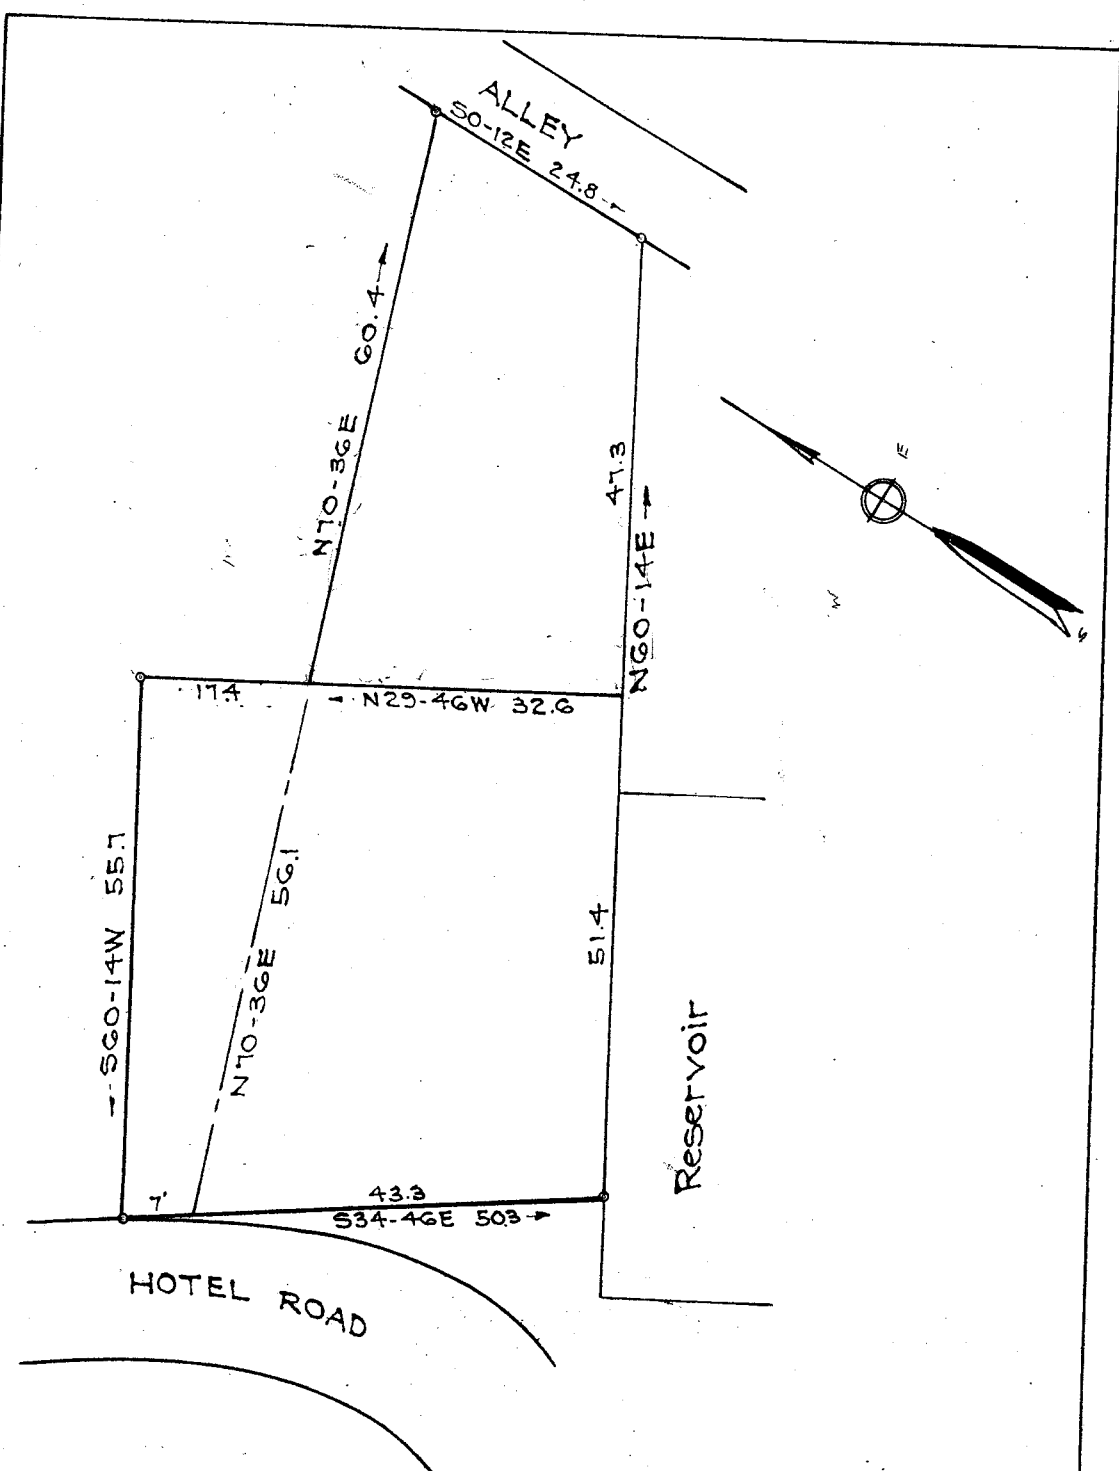 ALLEY
S0-12E 24.8
60.4
N70-36E
47.3
N60-14E
E
W
S
17.4
N29-46W 32.6
S60-14W 55.7
N70-36E 56.1
51.4
Reservoir
7'
43.3
S34-46E 50.3
HOTEL ROAD